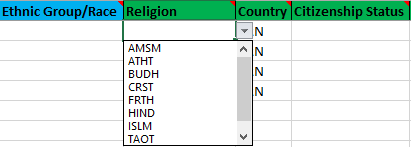 Ethnic Group/Race Religion Country Citizenship Status
AMSM
ATHT
BUDH
CRST
FRTH
HIND
ISLM
TAOT